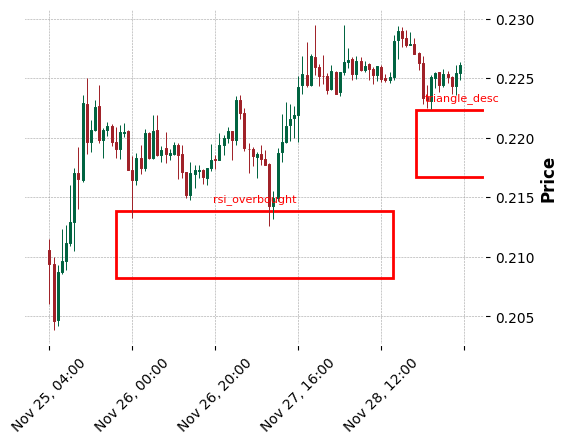 0.230
0.225
triangle_desc
0.220
0.215
rsi_overbought
0.210
0.205
Price
Nov 25, 04:00
Nov 26, 00:00
Nov 26, 20:00
Nov 27, 16:00
Nov 28, 12:00